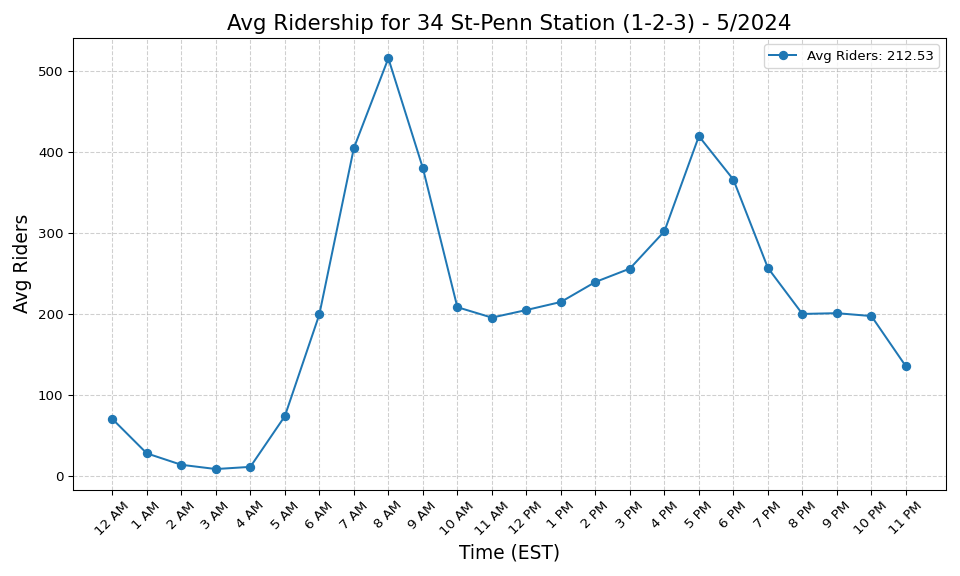 Avg Ridership for 34 St-Penn Station (1-2-3) - 5/2024
Avg Riders: 212.53
Avg Riders
500
400
300
200
100
0
12 AM
1 AM
2 AM
3 AM
4 AM
5 AM
6 AM
7 AM
8 AM
9 AM
10 AM
11 AM
12 PM
1 PM
2 PM
3 PM
4 PM
5 PM
6 PM
7 PM
8 PM
9 PM
10 PM
11 PM
Time (EST)